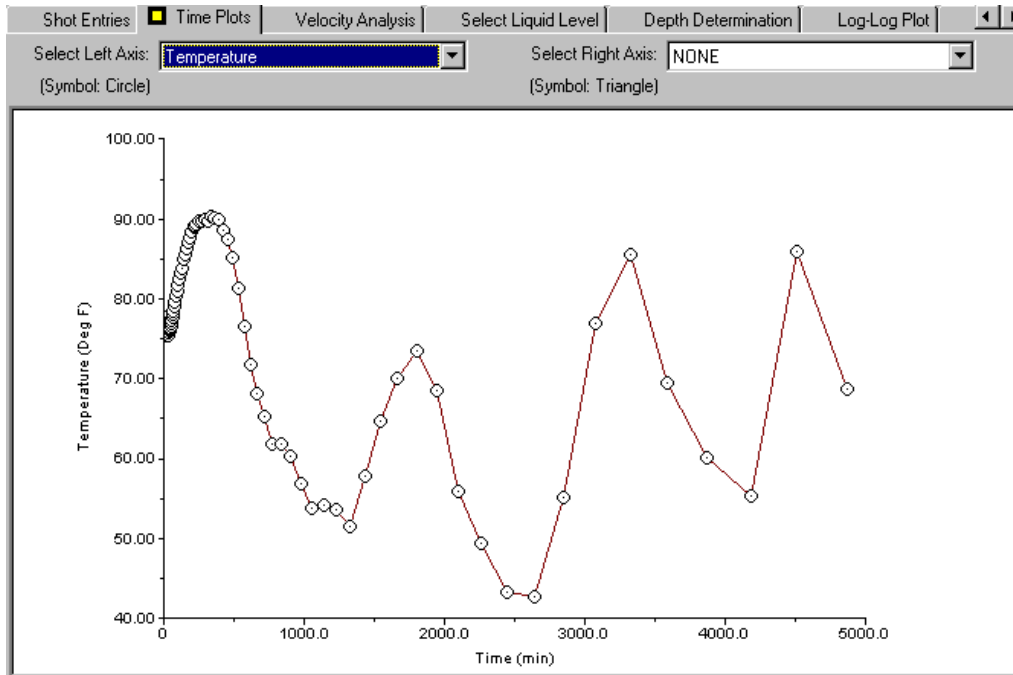 Shot Entries Time Plots Velocity Analysis Select Liquid Level Depth Determination Log-Log Plot
Select Left Axis: Temperature Select Right Axis: NONE
(Symbol: Circle) (Symbol: Triangle)
100.00
90.00
80.00
70.00
60.00
50.00
40.00
Temperature (Deg F)
0 1000.0 2000.0 3000.0 4000.0 5000.0
Time (min)